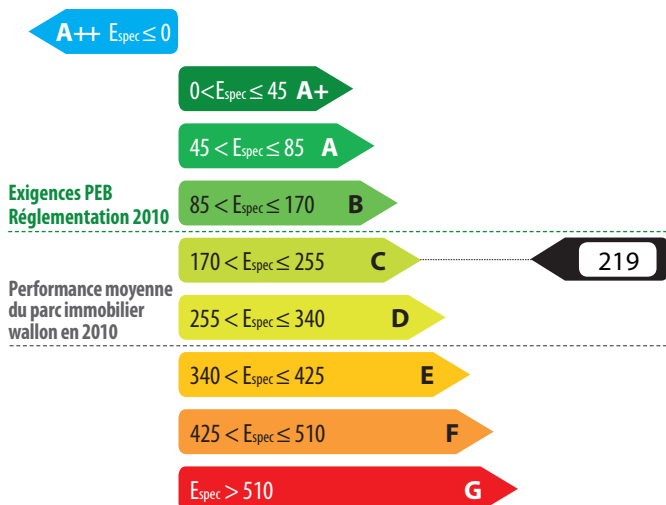 A++ Espec ≤ 0
0<Espec ≤ 45 A+
45 < Espec ≤ 85 A
Exigences PEB
Réglementation 2010
85 < Espec ≤ 170 B
170 < Espec ≤ 255 C
219
Performance moyenne
du parc immobilier
wallon en 2010
255 < Espec ≤ 340 D
340 < Espec ≤ 425 E
425 < Espec ≤ 510 F
Espec > 510 G